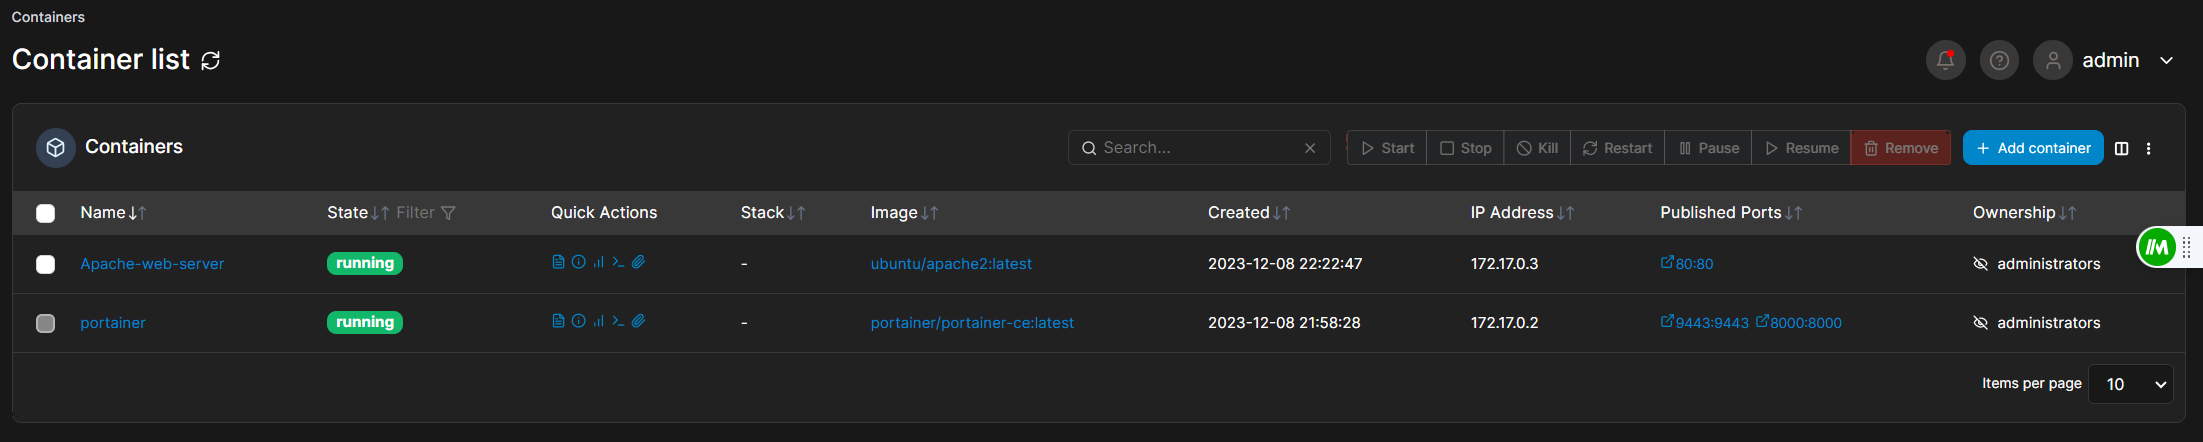 Containers
Container list
admin
Containers
Search...
Start Stop Kill Restart Pause Resume Remove Add container
Name State Filter Quick Actions Stack Image Created IP Address Published Ports Ownership
Apache-web-server running - ubuntu/apache2:latest 2023-12-08 22:22:47 172.17.0.3 80:80 administrators
portainer running - portainer/portainer-ce:latest 2023-12-08 21:58:28 172.17.0.2 9443:9443 8000:8000 administrators
Items per page 10